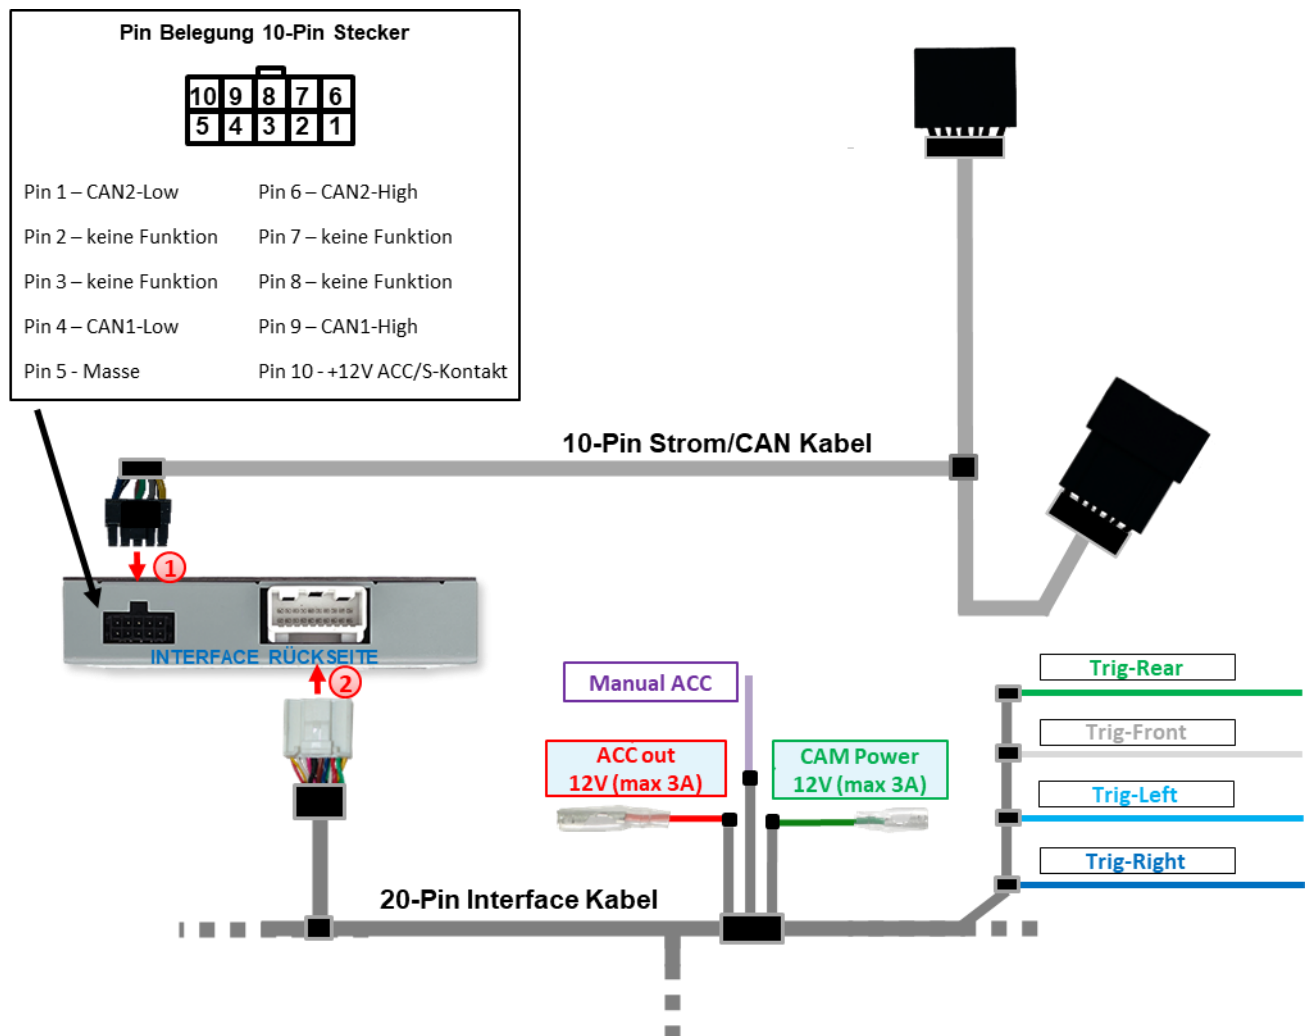 Pin Belegung 10-Pin Stecker
10 9 8 7 6
5 4 3 2 1
Pin 1 – CAN2-Low
Pin 6 – CAN2-High
Pin 2 – keine Funktion
Pin 7 – keine Funktion
Pin 3 – keine Funktion
Pin 8 – keine Funktion
Pin 4 – CAN1-Low
Pin 9 – CAN1-High
Pin 5 - Masse
Pin 10 - +12V ACC/S-Kontakt
10-Pin Strom/CAN Kabel
1
INTERFACE RÜCKSEITE
2
Manual ACC
ACC out
12V (max 3A)
CAM Power
12V (max 3A)
Trig-Rear
Trig-Front
Trig-Left
Trig-Right
20-Pin Interface Kabel